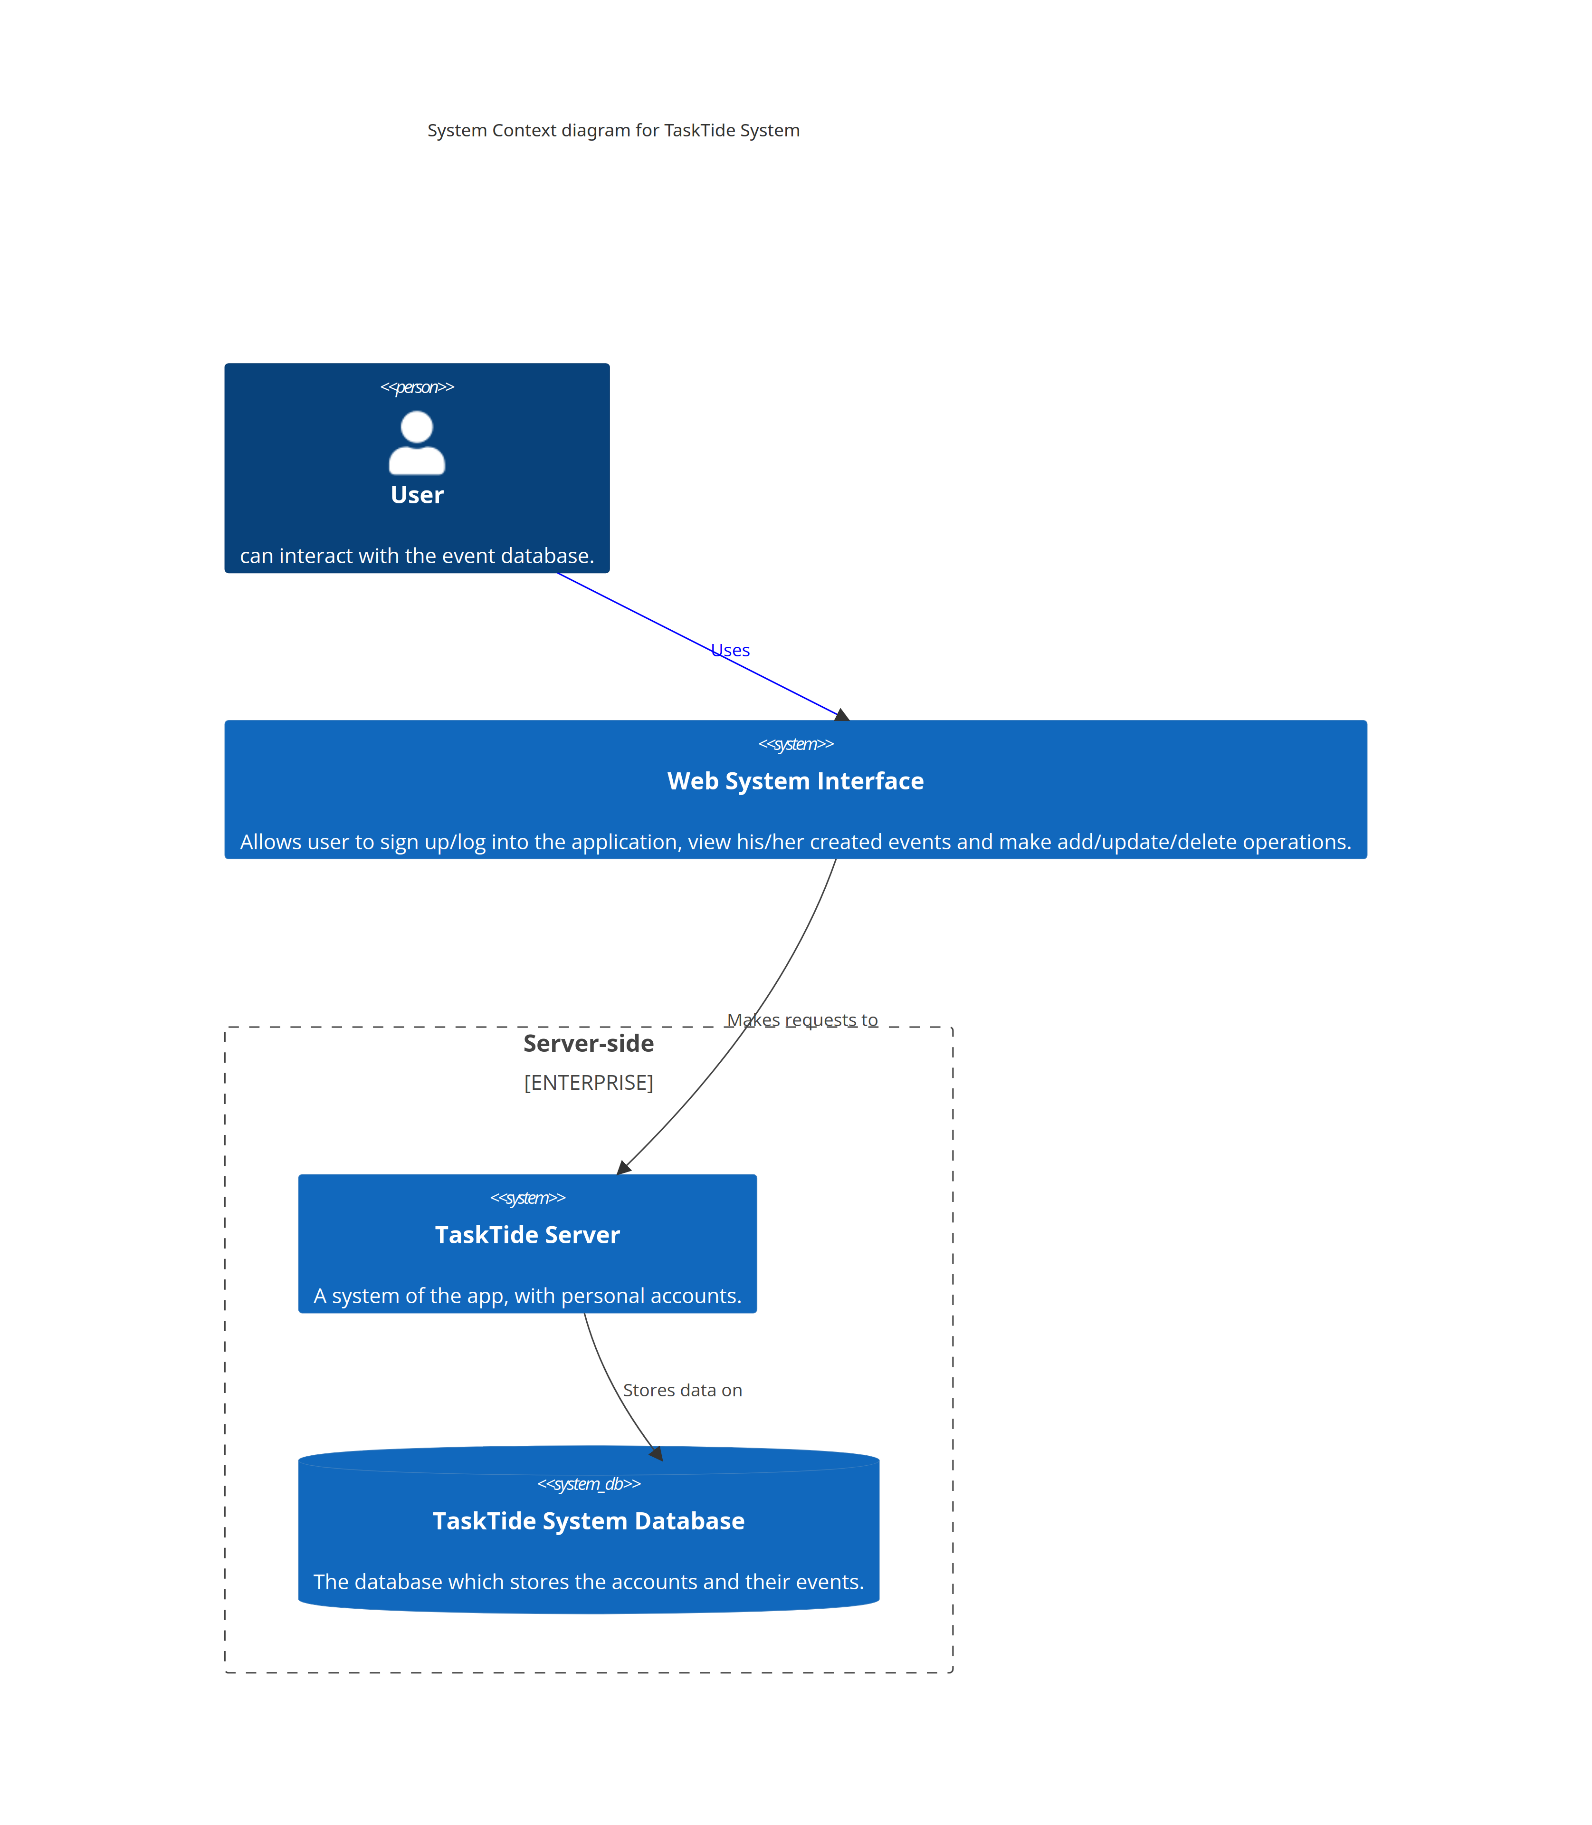 System Context diagram for TaskTide System
<<person>>
User
can interact with the event database.
Uses
<<system>>
Web System Interface
Allows user to sign up/log into the application, view his/her created events and make add/update/delete operations.
Makes requests to
Server-side
[ENTERPRISE]
<<system>>
TaskTide Server
A system of the app, with personal accounts.
Stores data on
<<system_db>>
TaskTide System Database
The database which stores the accounts and their events.